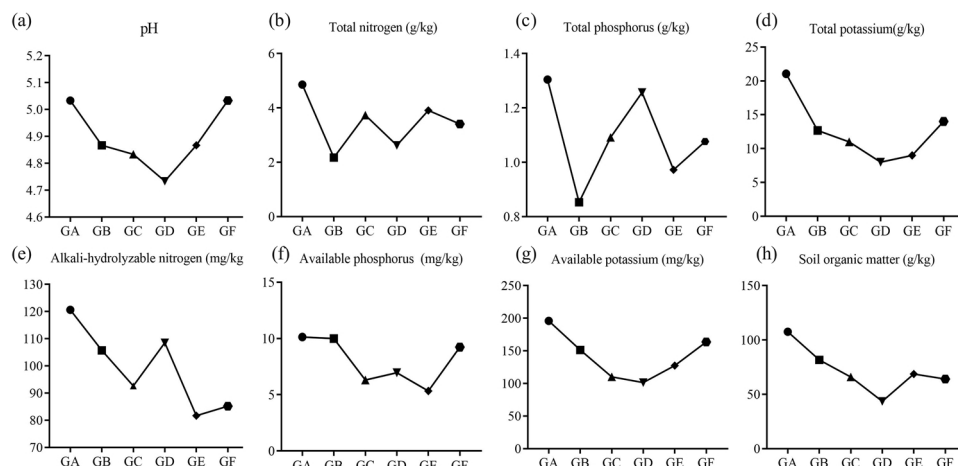 (a) pH
5.2
5.1
5.0
4.9
4.8
4.7
4.6
GA GB GC GD GE GF
(b) Total nitrogen (g/kg)
6
4
2
0
GA GB GC GD GE GF
(c) Total phosphorus (g/kg)
1.4
1.2
1.0
0.8
GA GB GC GD GE GF
(d) Total potassium(g/kg)
25
20
15
10
5
0
GA GB GC GD GE GF
(e) Alkali-hydrolyzable nitrogen (mg/kg
130
120
110
100
90
80
70
GA GB GC GD GE GF
(f) Available phosphorus (mg/kg)
15
10
5
0
GA GB GC GD GE GF
(g) Available potassium (mg/kg)
250
200
150
100
50
0
GA GB GC GD GE GF
(h) Soil organic matter (g/kg)
150
100
50
0
GA GB GC GD GE GF